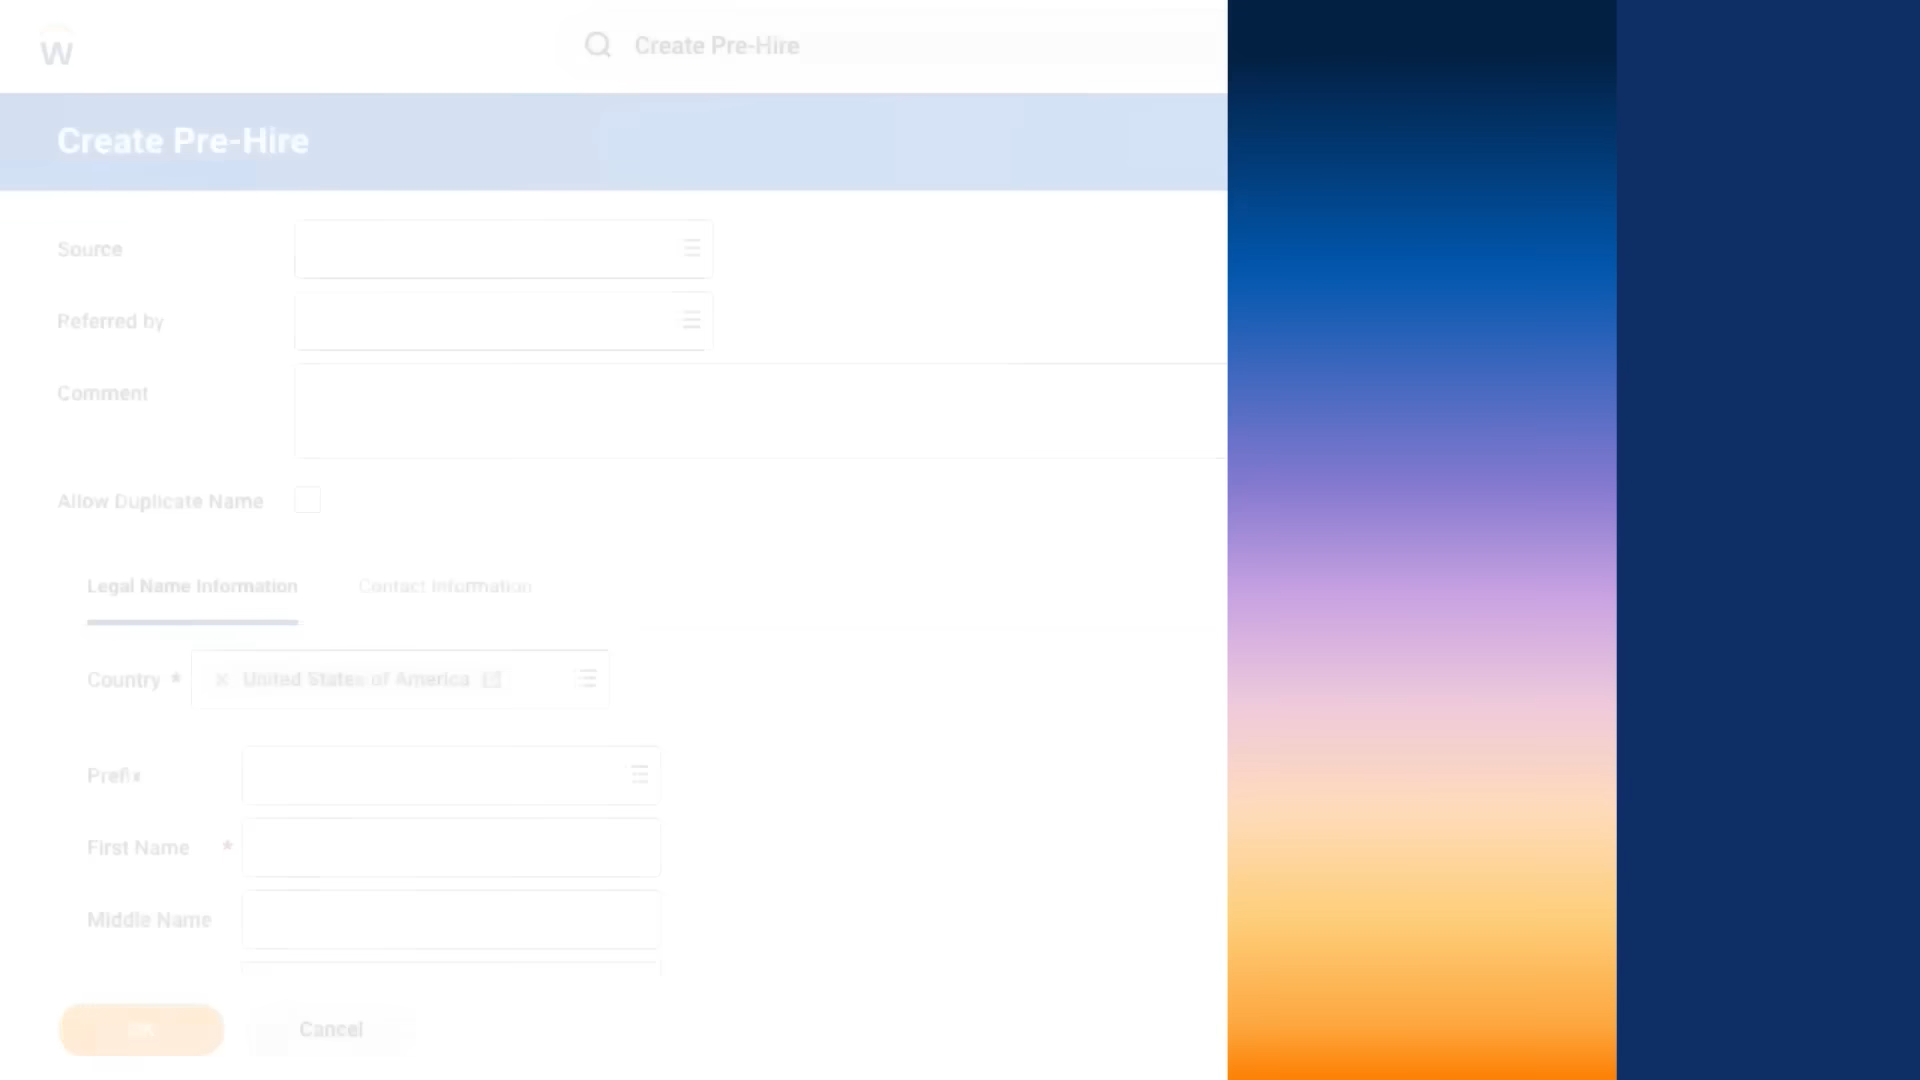 W
Create Pre-Hire
Create Pre-Hire
Source
Referred by
Comment
Allow Duplicate Name
Legal Name Information Contact Information
Country *
United States of America
Prefix
First Name *
Middle Name
Cancel